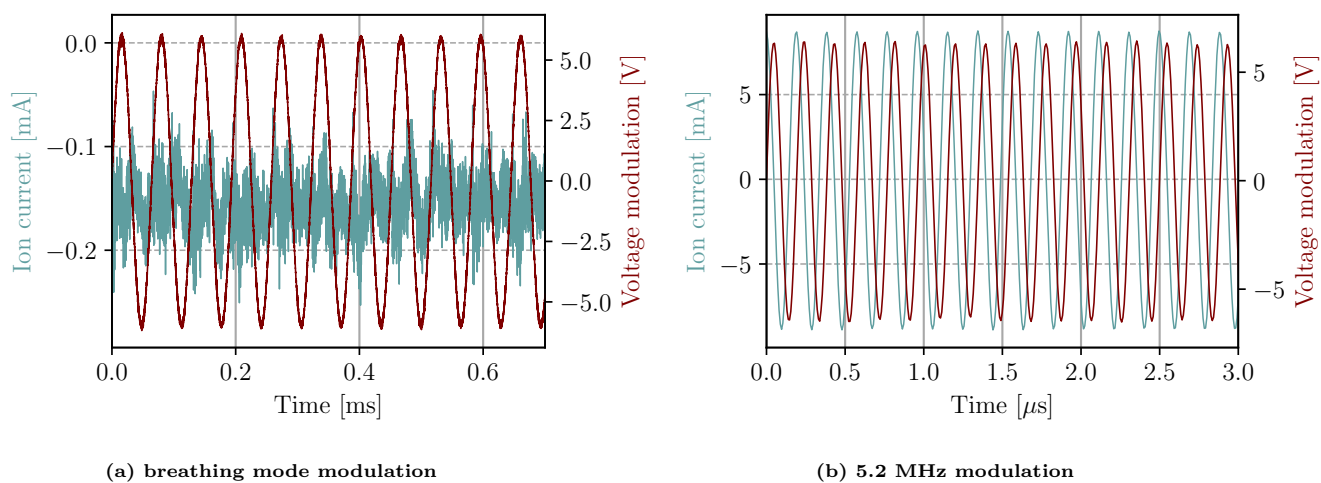 0.0
−0.1
−0.2
Ion current [mA]
5.0
2.5
0.0
−2.5
−5.0
Voltage modulation [V]
0.0 0.2 0.4 0.6
Time [ms]
(a) breathing mode modulation
5
0
−5
Ion current [mA]
5
0
−5
Voltage modulation [V]
0.0 0.5 1.0 1.5 2.0 2.5 3.0
Time [μs]
(b) 5.2 MHz modulation